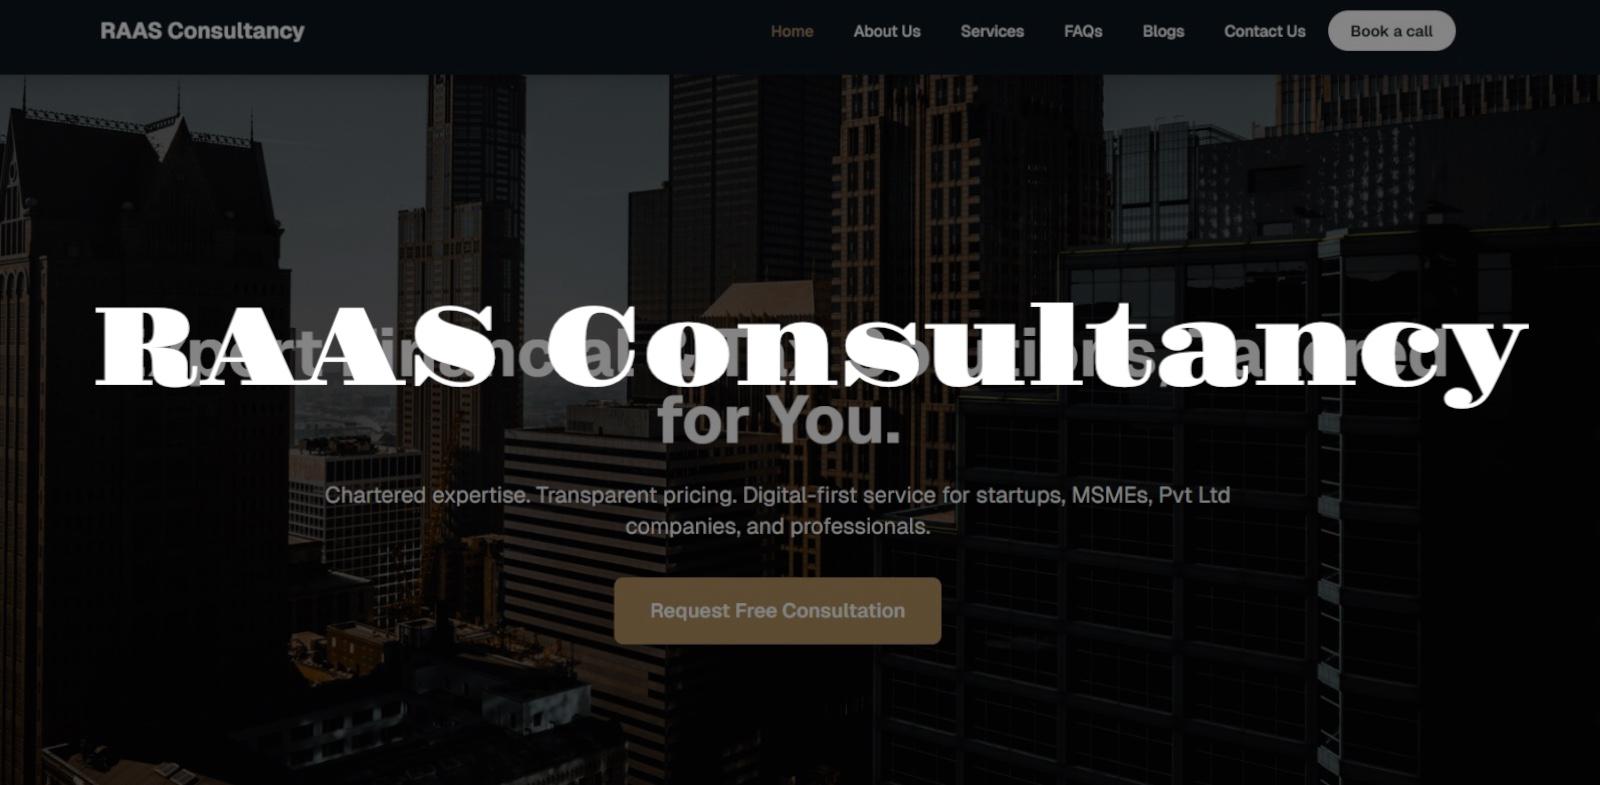 RAAS Consultancy
Home About Us Services FAQs Blogs Contact Us Book a call
RAAS Consultancy
for You.
Chartered expertise. Transparent pricing. Digital-first service for startups, MSMEs, Pvt Ltd
companies, and professionals.
Request Free Consultation